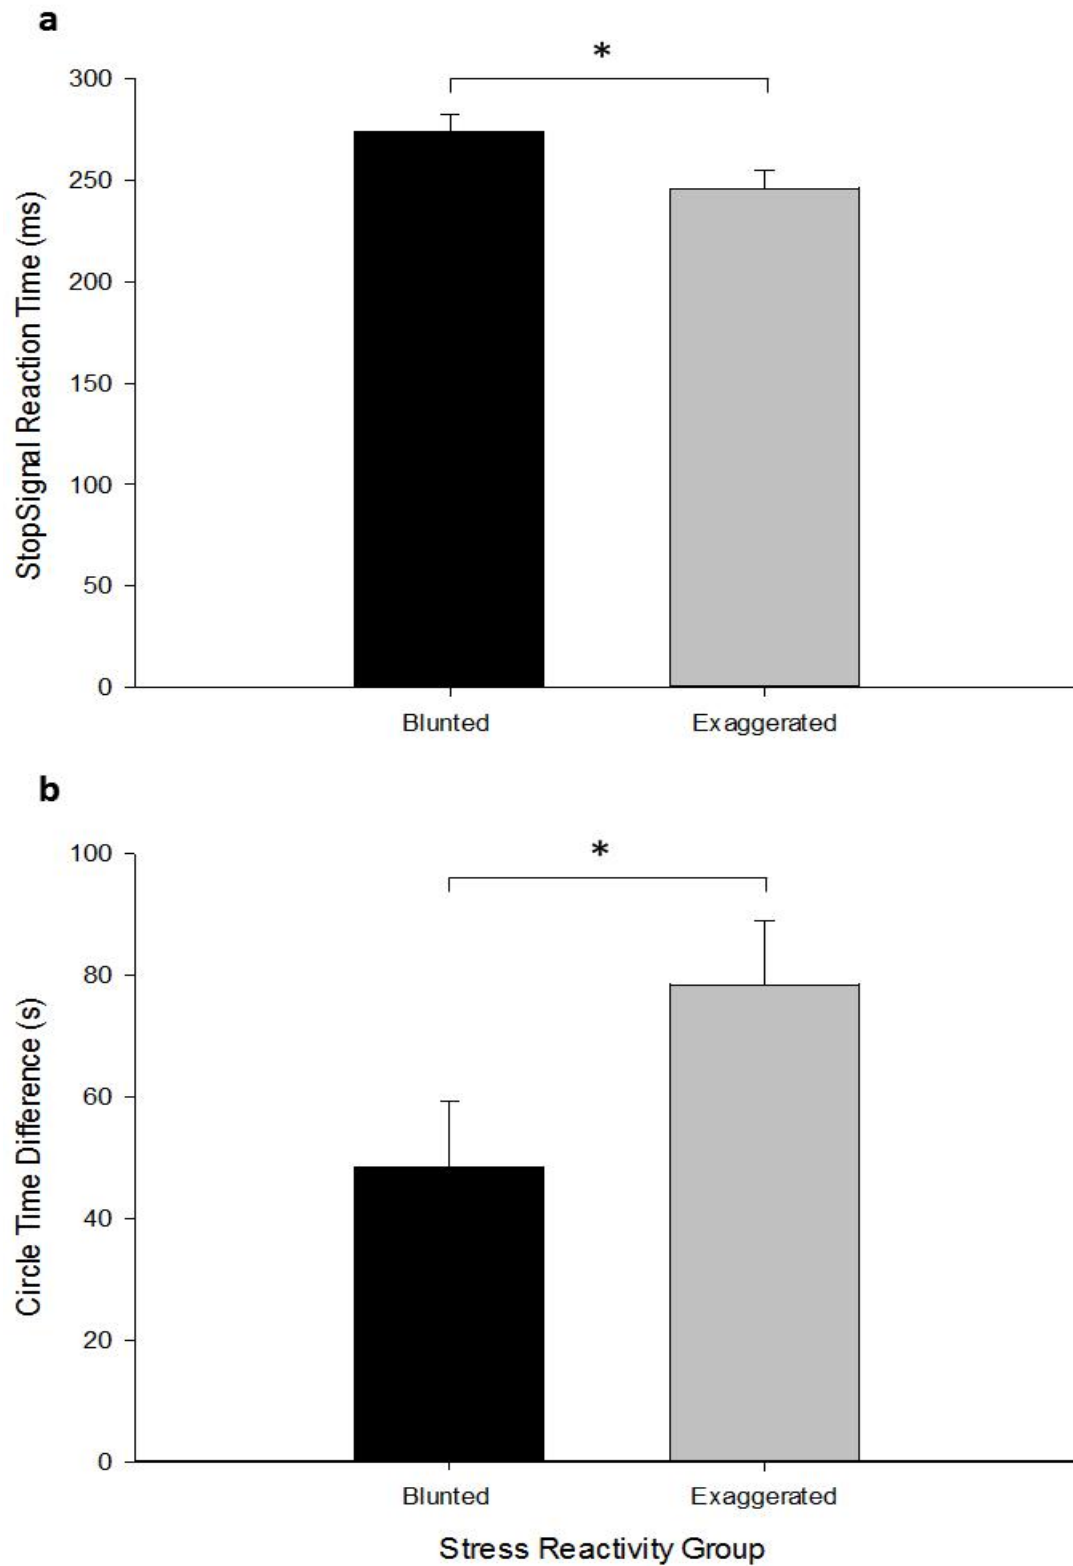 a
*
300
250
200
150
100
50
0
StopSignal Reaction Time (ms)
Blunted Exaggerated
b
*
100
80
60
40
20
0
Circle Time Difference (s)
Blunted Exaggerated
Stress Reactivity Group